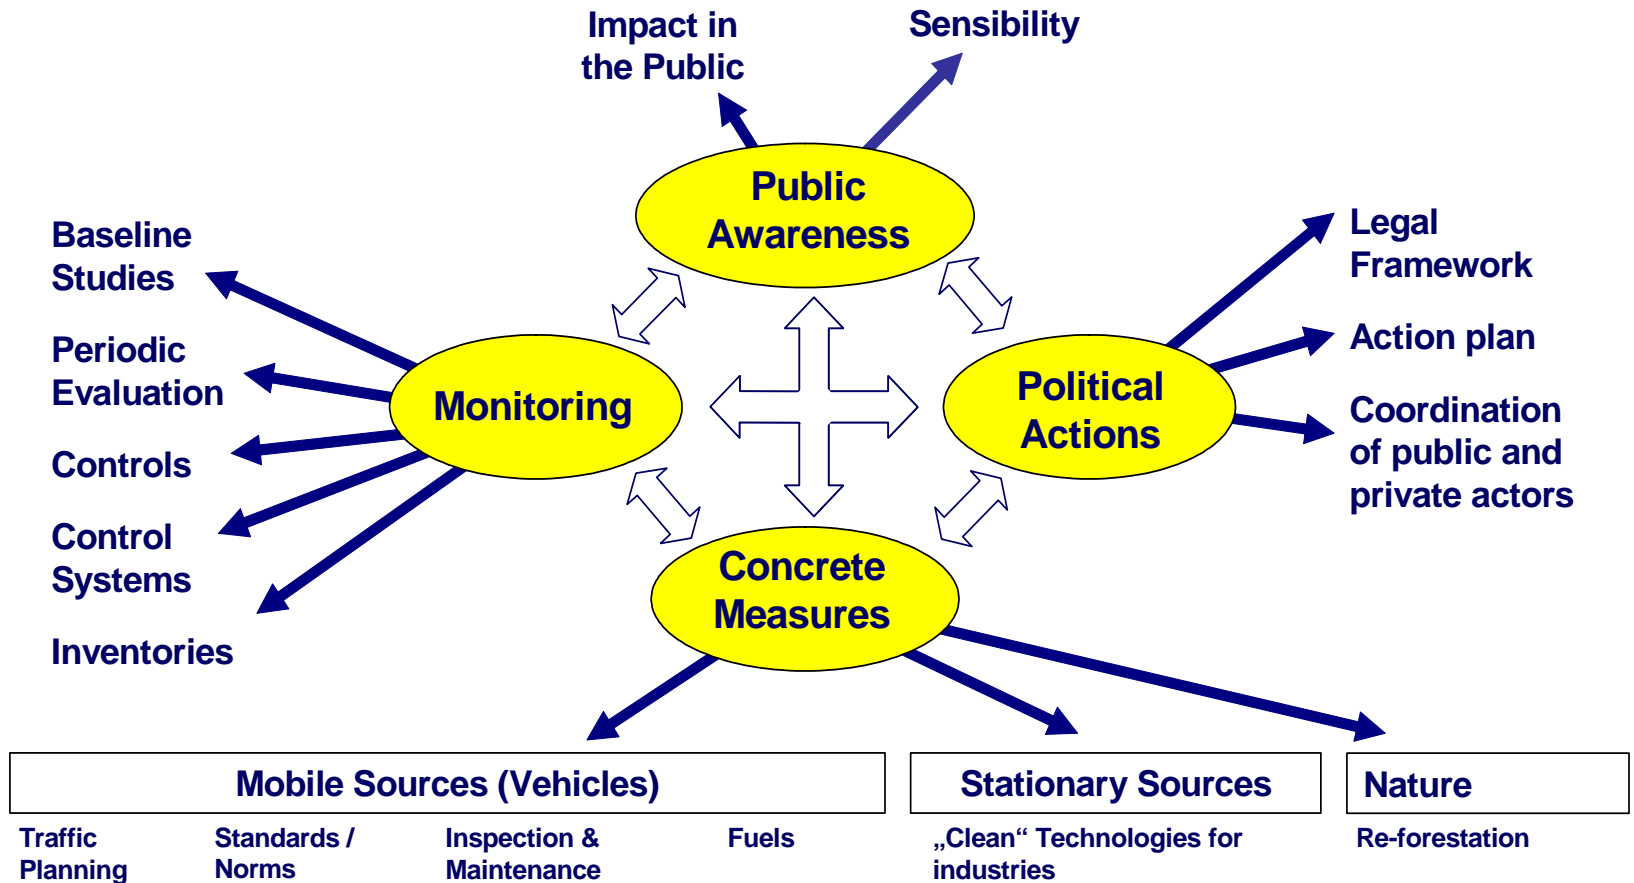 Impact in
the Public
Sensibility
Public
Awareness
Baseline
Studies
Periodic
Evaluation
Controls
Control
Systems
Inventories
Monitoring
Political
Actions
Legal
Framework
Action plan
Coordination
of public and
private actors
Concrete
Measures
Mobile Sources (Vehicles)
Traffic
Planning
Standards /
Norms
Inspection &
Maintenance
Fuels
Stationary Sources
„Clean“ Technologies for
industries
Nature
Re-forestation